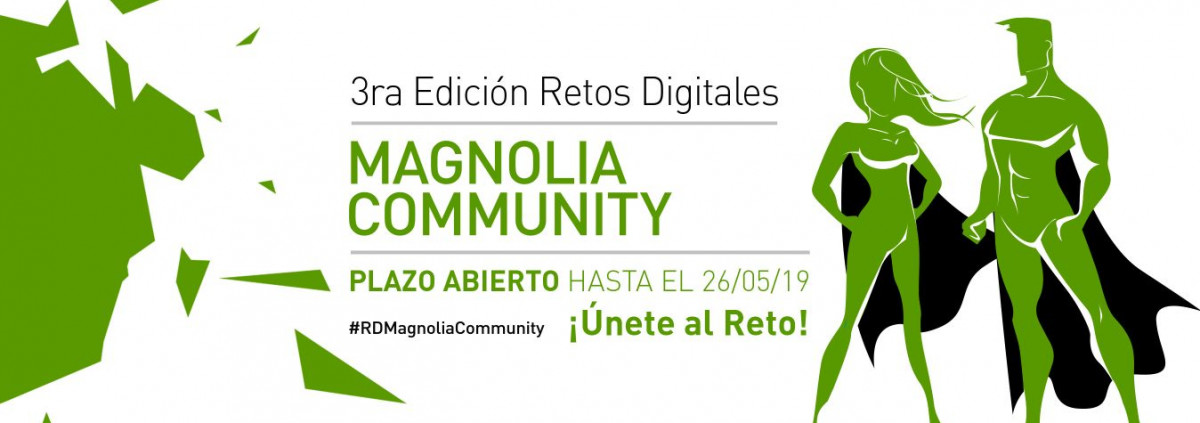 3ra Edición Retos Digitales
MAGNOLIA
COMMUNITY
PLAZO ABIERTO HASTA EL 26/05/19
#RDMagnoliaCommunity ¡Únete al Reto!